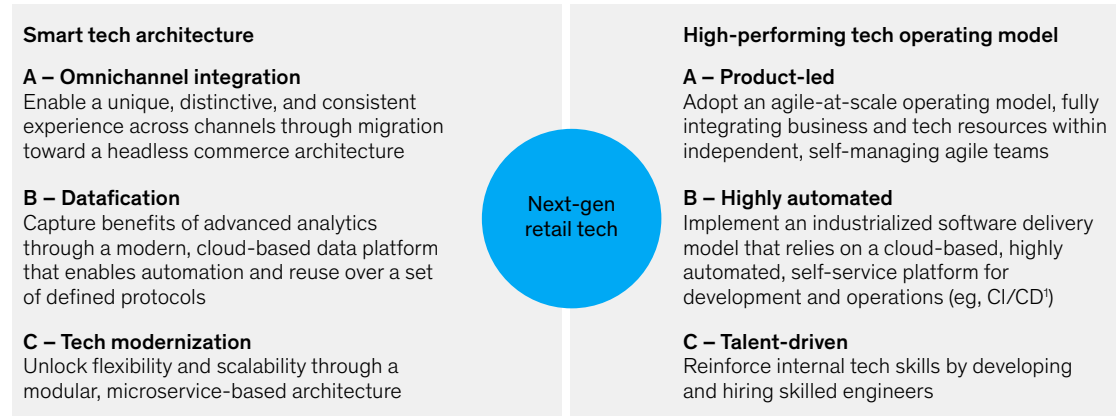 Smart tech architecture
A – Omnichannel integration
Enable a unique, distinctive, and consistent
experience across channels through migration
toward a headless commerce architecture
B – Datafication
Capture benefits of advanced analytics
through a modern, cloud-based data platform
that enables automation and reuse over a set
of defined protocols
C – Tech modernization
Unlock flexibility and scalability through a
modular, microservice-based architecture
Next-gen
retail tech
High-performing tech operating model
A – Product-led
Adopt an agile-at-scale operating model, fully
integrating business and tech resources within
independent, self-managing agile teams
B – Highly automated
Implement an industrialized software delivery
model that relies on a cloud-based, highly
automated, self-service platform for
development and operations (eg, CI/CD¹)
C – Talent-driven
Reinforce internal tech skills by developing
and hiring skilled engineers